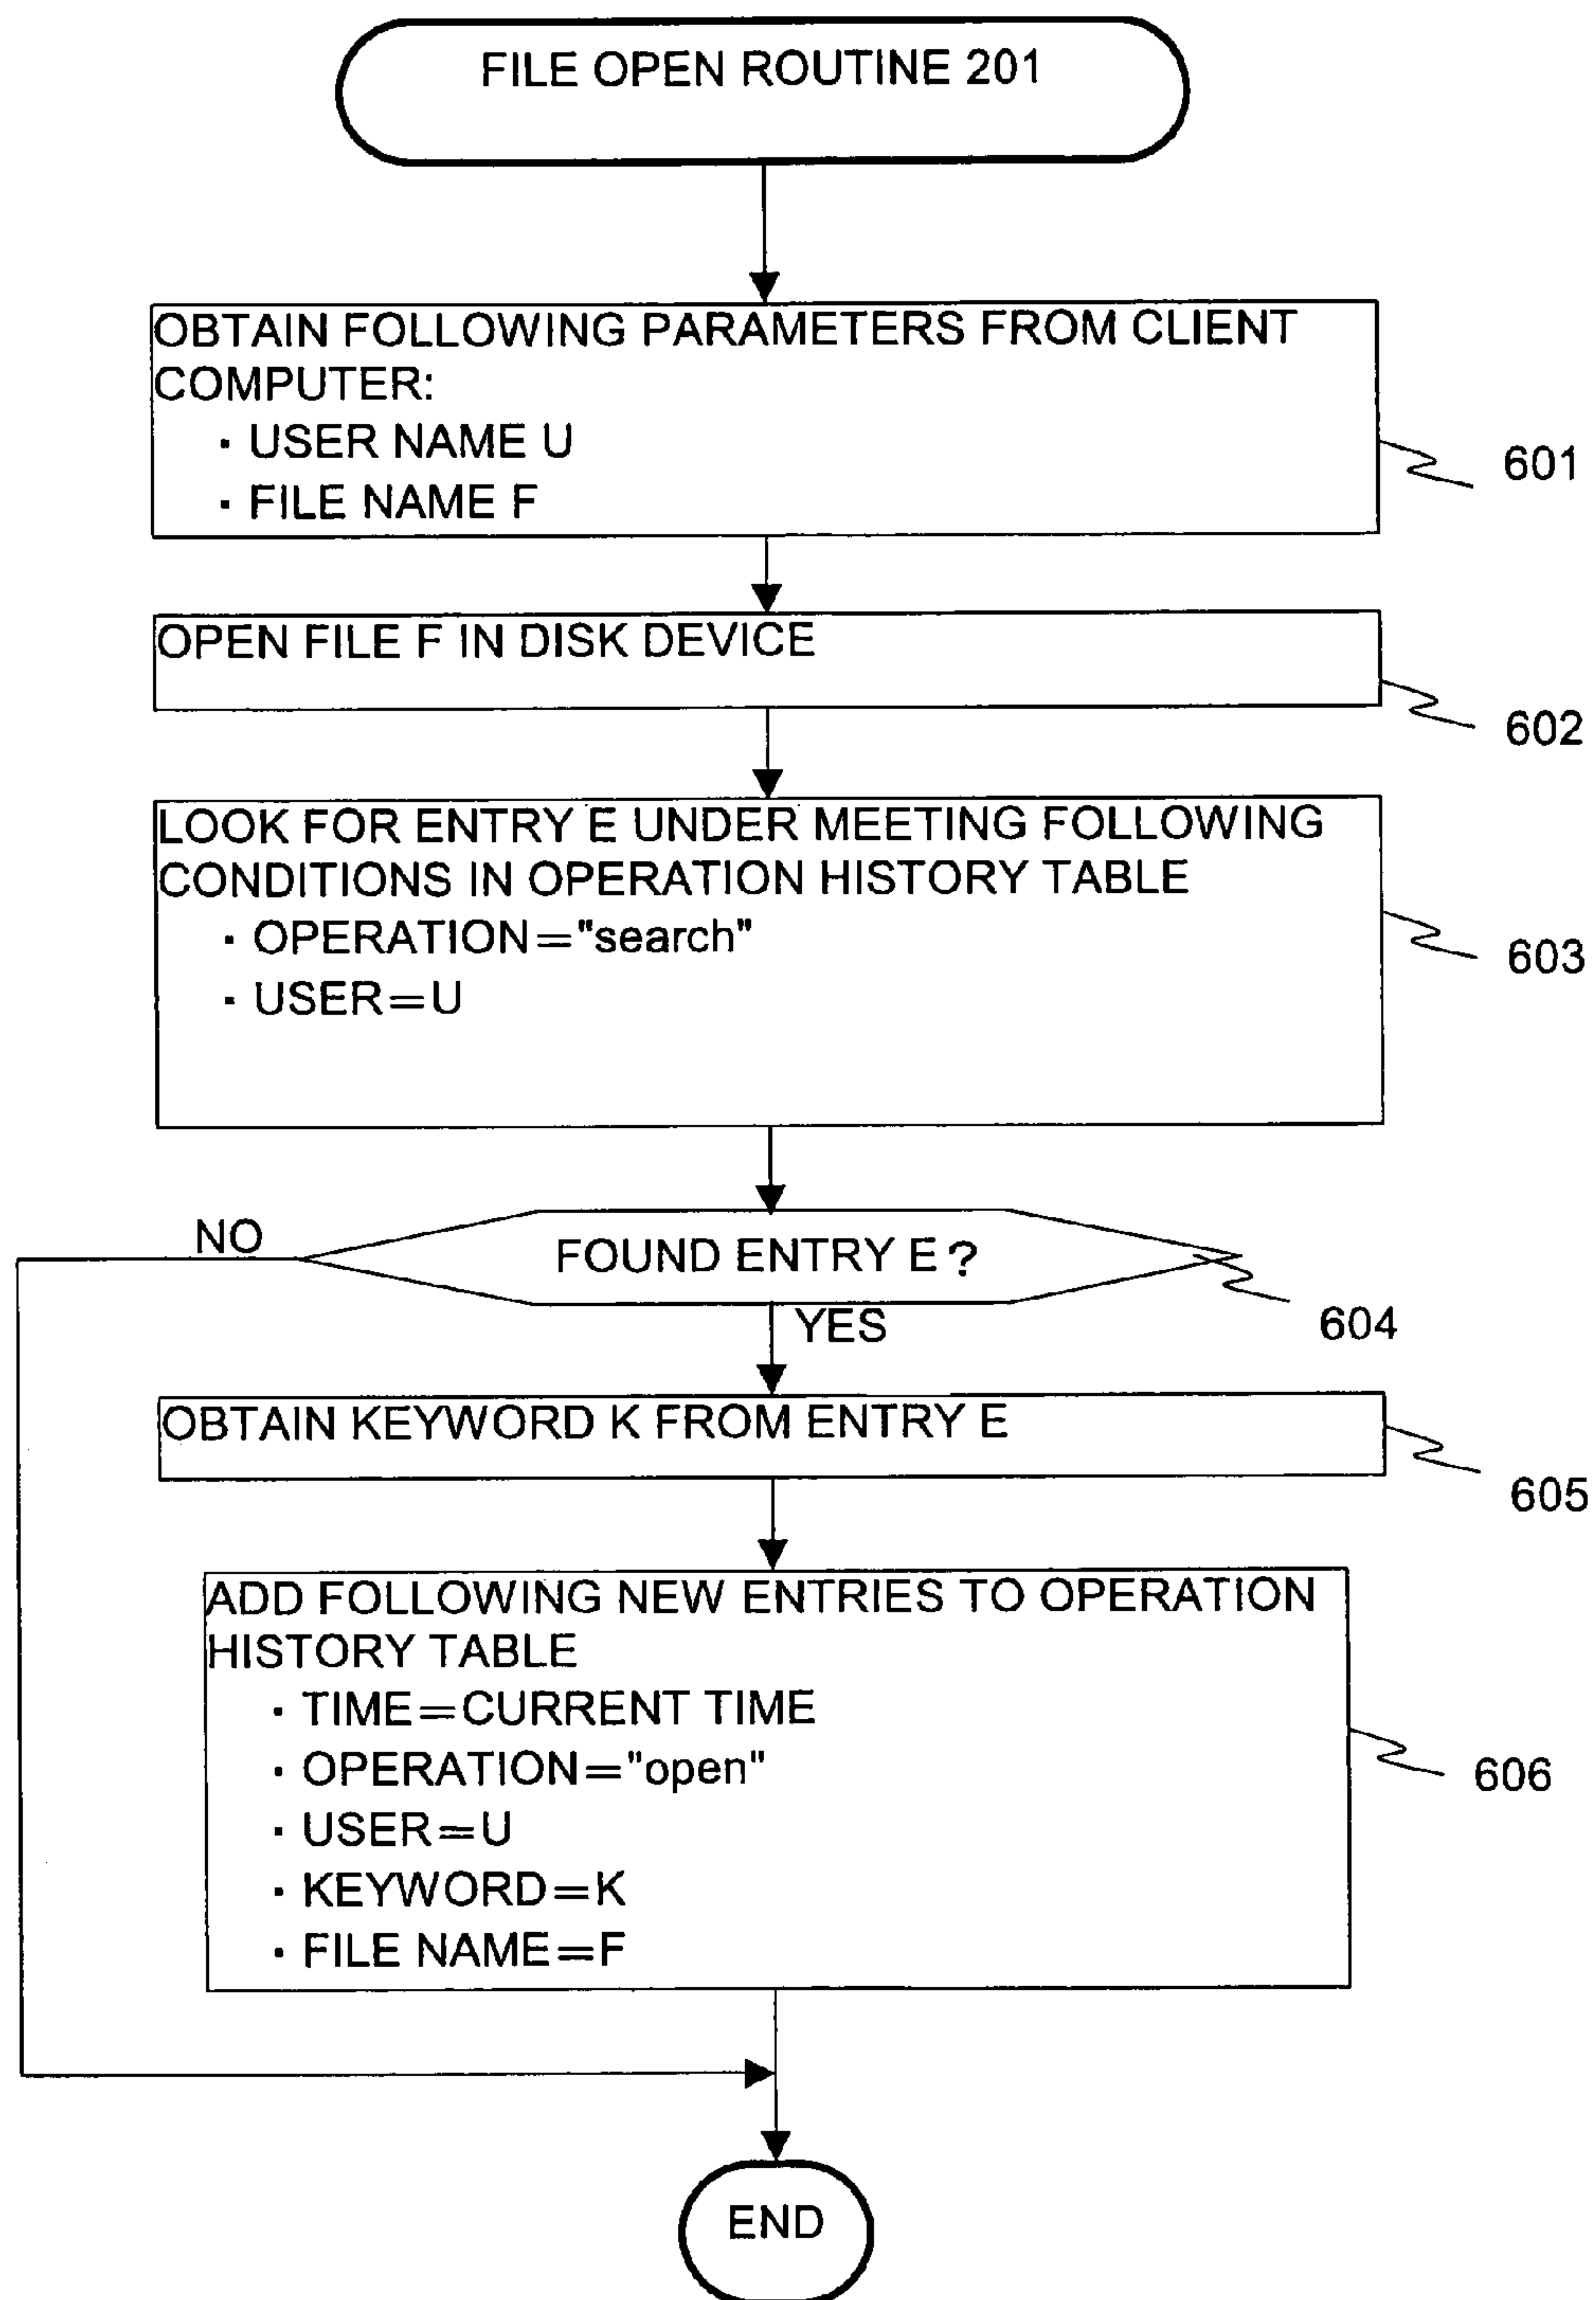 FILE OPEN ROUTINE 201
OBTAIN FOLLOWING PARAMETERS FROM CLIENT
COMPUTER:
· USER NAME U
· FILE NAME F
601
OPEN FILE F IN DISK DEVICE
602
LOOK FOR ENTRY E UNDER MEETING FOLLOWING
CONDITIONS IN OPERATION HISTORY TABLE
· OPERATION="search"
· USER=U
603
NO
FOUND ENTRY E?
604
YES
OBTAIN KEYWORD K FROM ENTRY E
605
ADD FOLLOWING NEW ENTRIES TO OPERATION
HISTORY TABLE
· TIME=CURRENT TIME
· OPERATION="open"
· USER=U
· KEYWORD=K
· FILE NAME=F
606
END